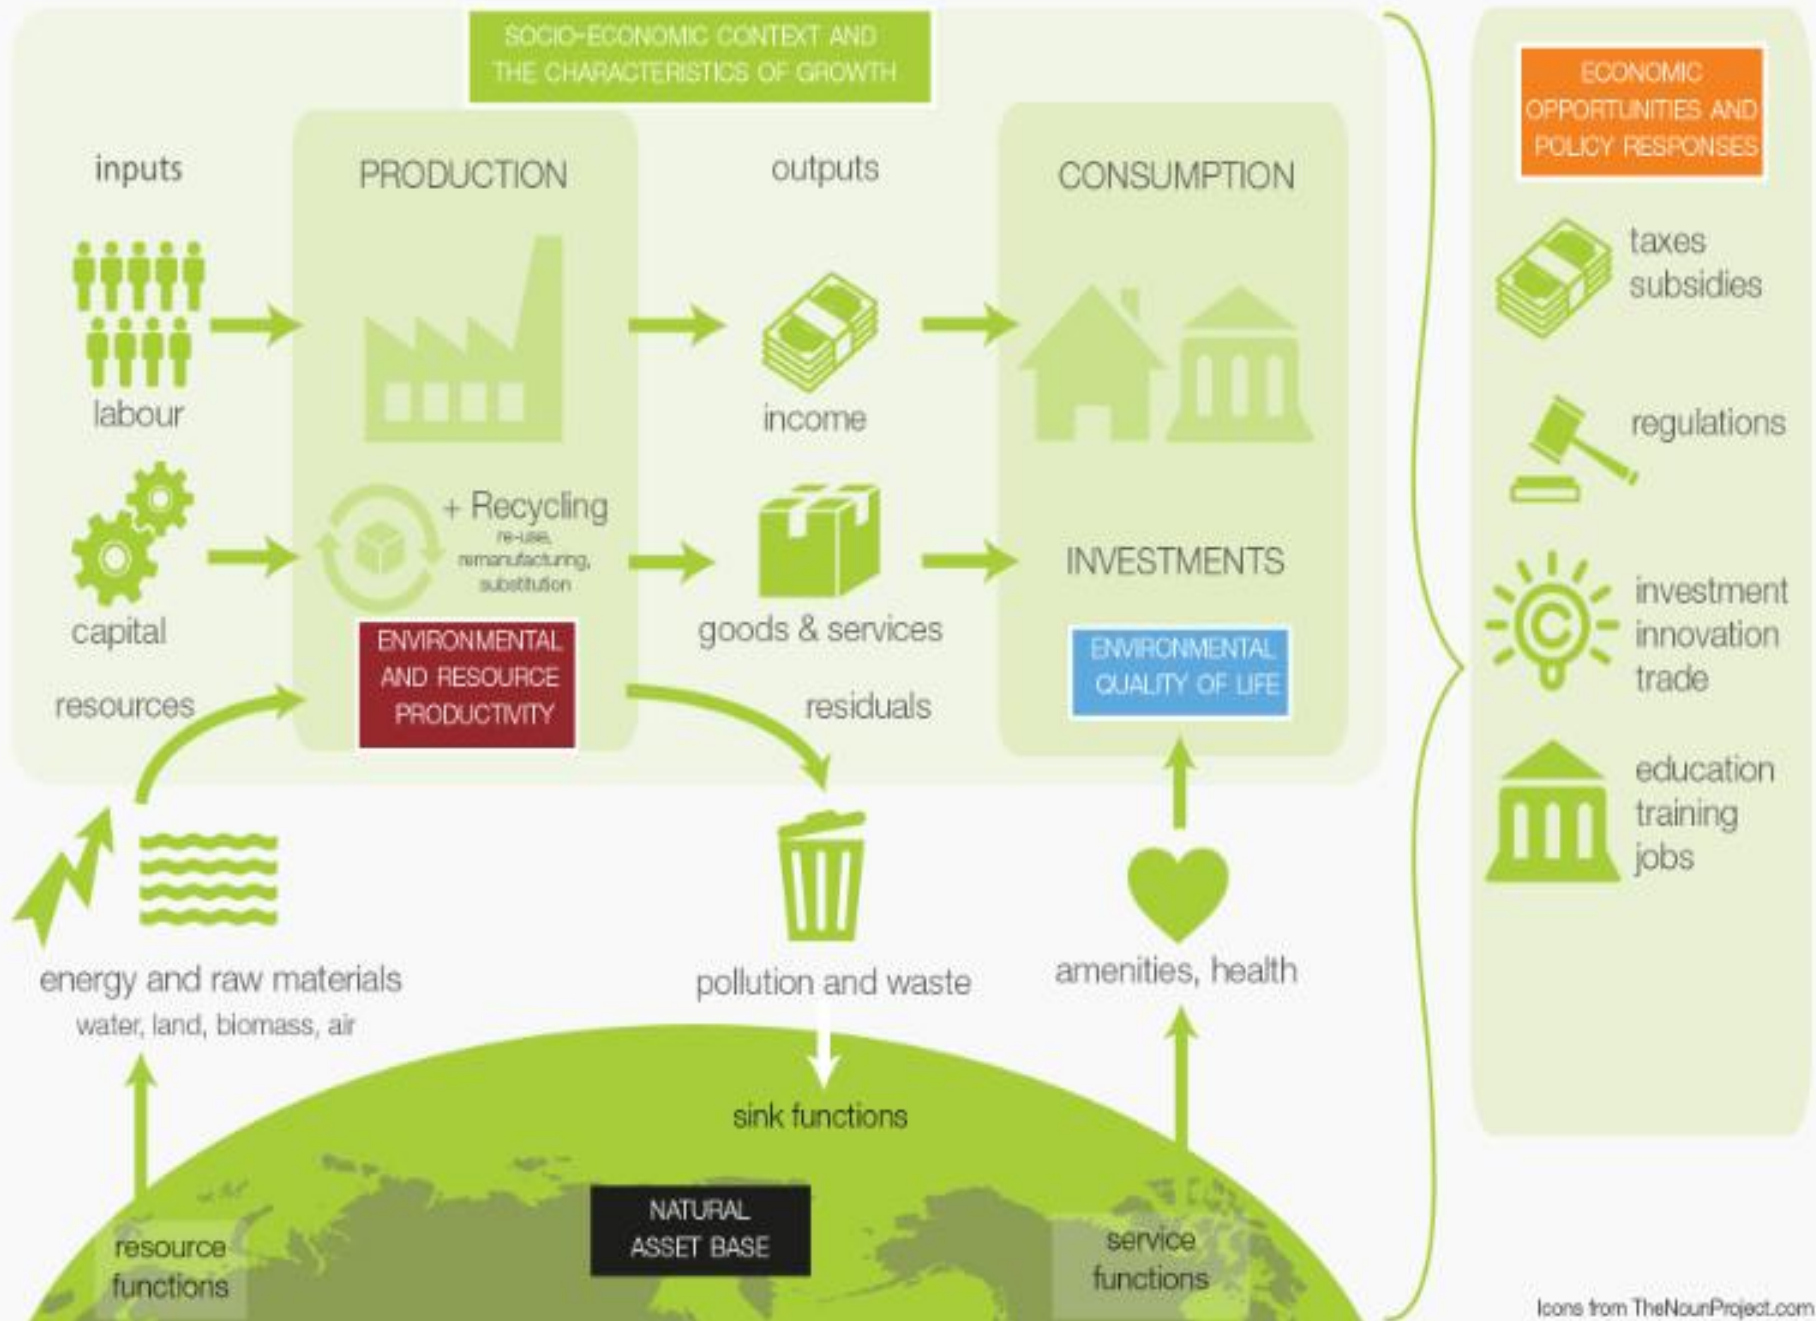 SOCIO-ECONOMIC CONTEXT AND
THE CHARACTERISTICS OF GROWTH
inputs
PRODUCTION
outputs
CONSUMPTION
labour
income
+ Recycling
re-use,
remanufacturing,
substitution
INVESTMENTS
capital
goods & services
ENVIRONMENTAL
AND RESOURCE
PRODUCTIVITY
ENVIRONMENTAL
QUALITY OF LIFE
resources
residuals
energy and raw materials
water, land, biomass, air
pollution and waste
amenities, health
sink functions
NATURAL
ASSET BASE
resource
functions
service
functions
ECONOMIC
OPPORTUNITIES AND
POLICY RESPONSES
taxes
subsidies
regulations
C
investment
innovation
trade
education
training
jobs
Icons from TheNounProject.com